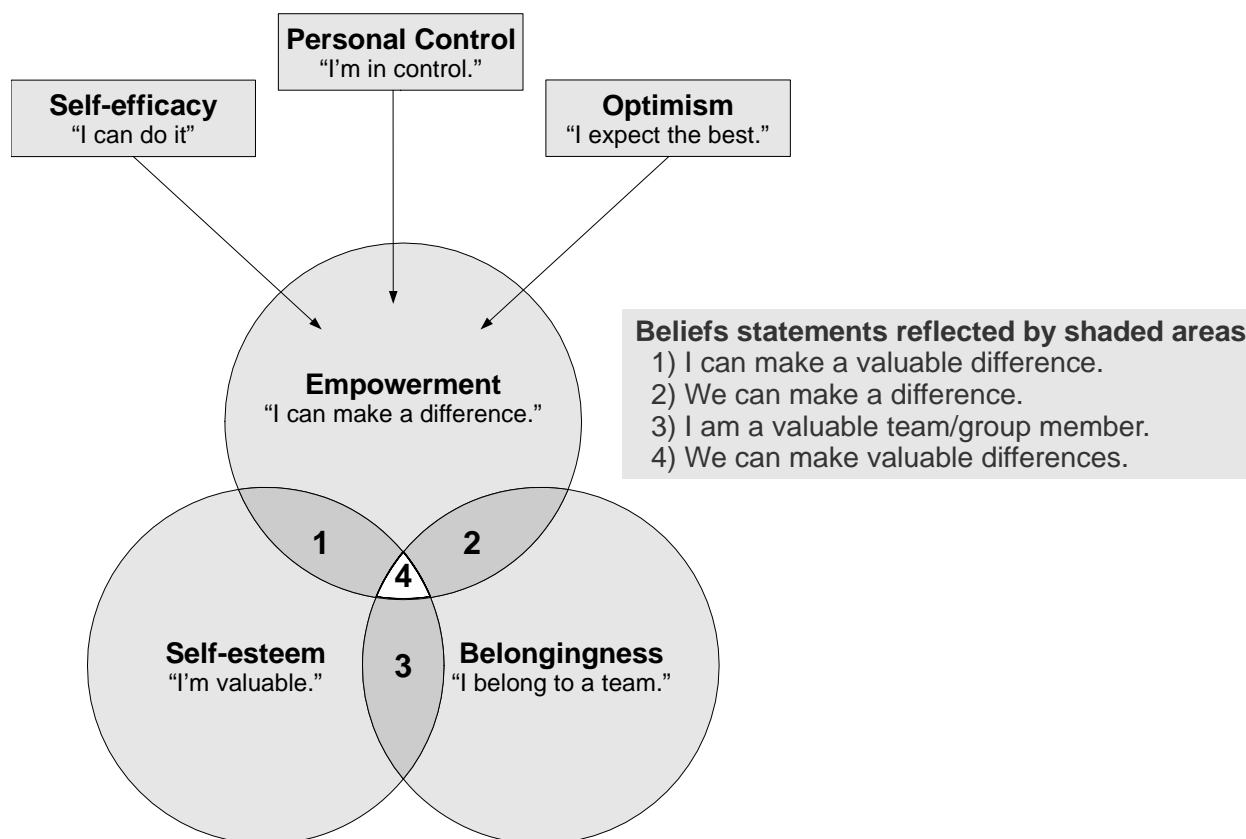 Personal Control
“I’m in control.”
Self-efficacy
“I can do it”
Optimism
“I expect the best.”
Empowerment
“I can make a difference.”
Beliefs statements reflected by shaded areas
1) I can make a valuable difference.
2) We can make a difference.
3) I am a valuable team/group member.
4) We can make valuable differences.
1
2
4
Self-esteem
“I’m valuable.”
3
Belongingness
“I belong to a team.”